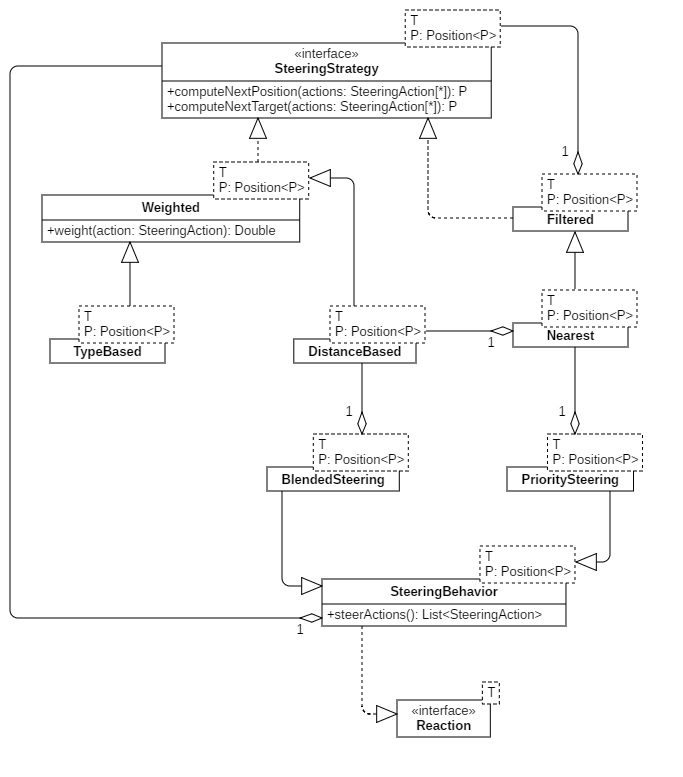 T
P: Position<P>
«interface»
SteeringStrategy
+computeNextPosition(actions: SteeringAction[*]): P
+computeNextTarget(actions: SteeringAction[*]): P
1
T
P: Position<P>
Filtered
T
P: Position<P>
Weighted
+weight(action: SteeringAction): Double
T
P: Position<P>
TypeBased
T
P: Position<P>
DistanceBased
1
T
P: Position<P>
Nearest
1
T
P: Position<P>
BlendedSteering
1
T
P: Position<P>
PrioritySteering
T
P: Position<P>
SteeringBehavior
+steerActions(): List<SteeringAction>
1
T
«interface»
Reaction